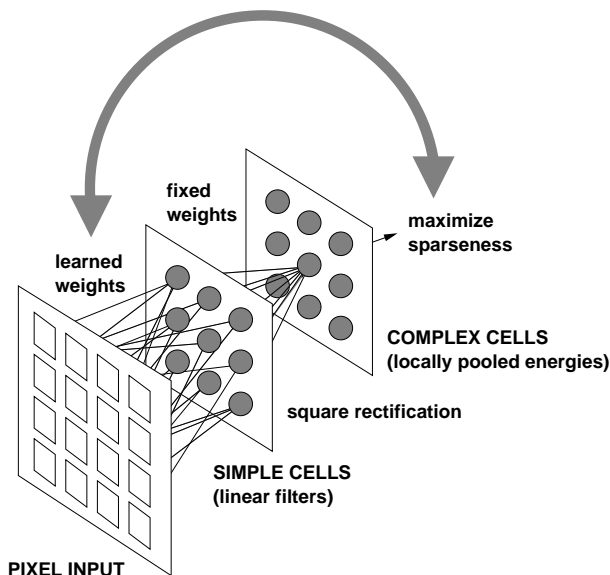 fixed
weights
maximize
sparseness
learned
weights
COMPLEX CELLS
(locally pooled energies)
square rectification
SIMPLE CELLS
(linear filters)
PIXEL INPUT